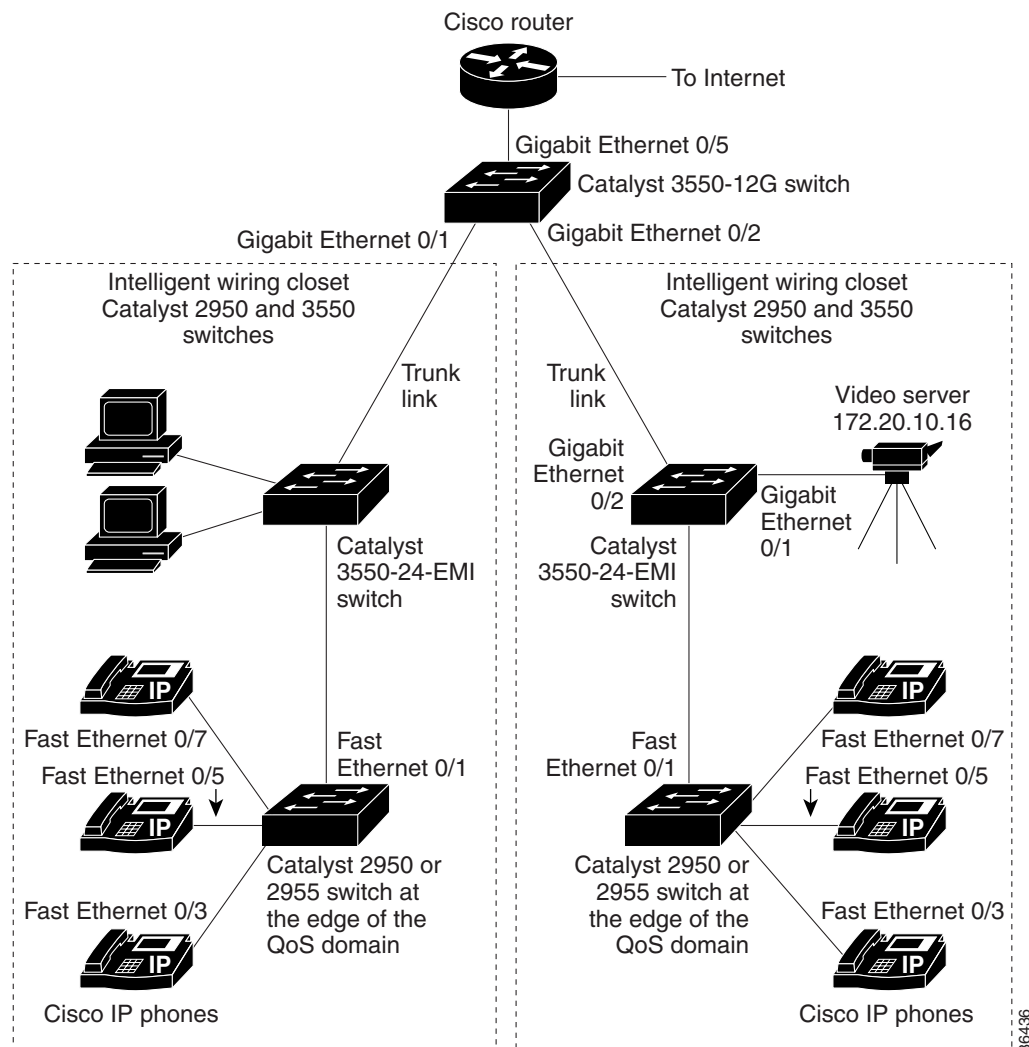 Cisco router
To Internet
Gigabit Ethernet 0/5
Catalyst 3550-12G switch
Gigabit Ethernet 0/1
Gigabit Ethernet 0/2
Intelligent wiring closet
Catalyst 2950 and 3550
switches
Trunk
link
Catalyst
3550-24-EMI
switch
IP
Fast Ethernet 0/7
Fast
Ethernet 0/1
Fast Ethernet 0/5
IP
Catalyst 2950 or
2955 switch at
the edge of the
QoS domain
Fast Ethernet 0/3
IP
Cisco IP phones
Intelligent wiring closet
Catalyst 2950 and 3550
switches
Trunk
link
Video server
172.20.10.16
Gigabit
Ethernet
0/2
Gigabit
Ethernet
0/1
Catalyst
3550-24-EMI
switch
IP
Fast Ethernet 0/7
Fast
Ethernet 0/1
Fast Ethernet 0/5
IP
Catalyst 2950 or
2955 switch at
the edge of the
QoS domain
Fast Ethernet 0/3
IP
Cisco IP phones